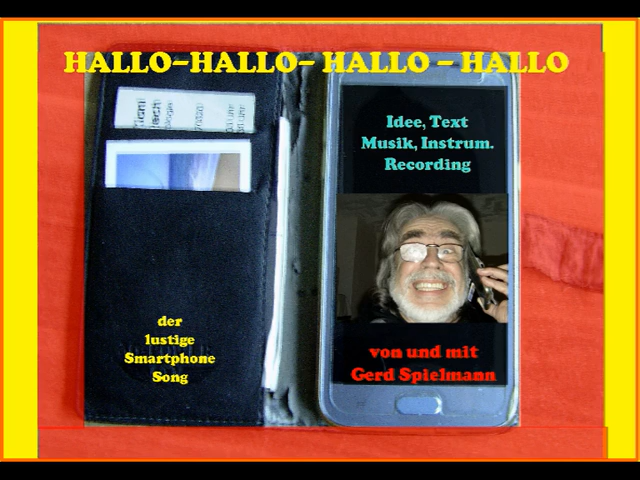 HALLO–HALLO– HALLO – HALLO
Idee, Text
Musik, Instrum.
Recording
der
lustige
Smartphone
Song
von und mit
Gerd Spielmann